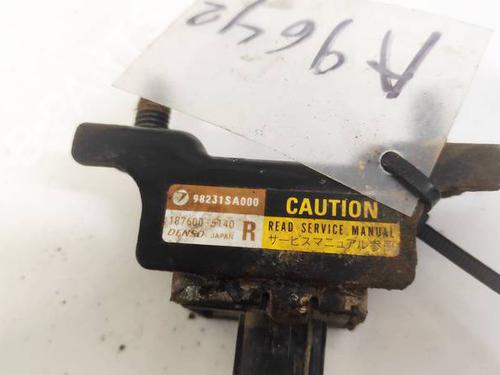 A9642
98231SA000
CAUTION
187600-5140
DENSO JAPAN
R
READ SERVICE MANUAL
サービスマニュアル参照